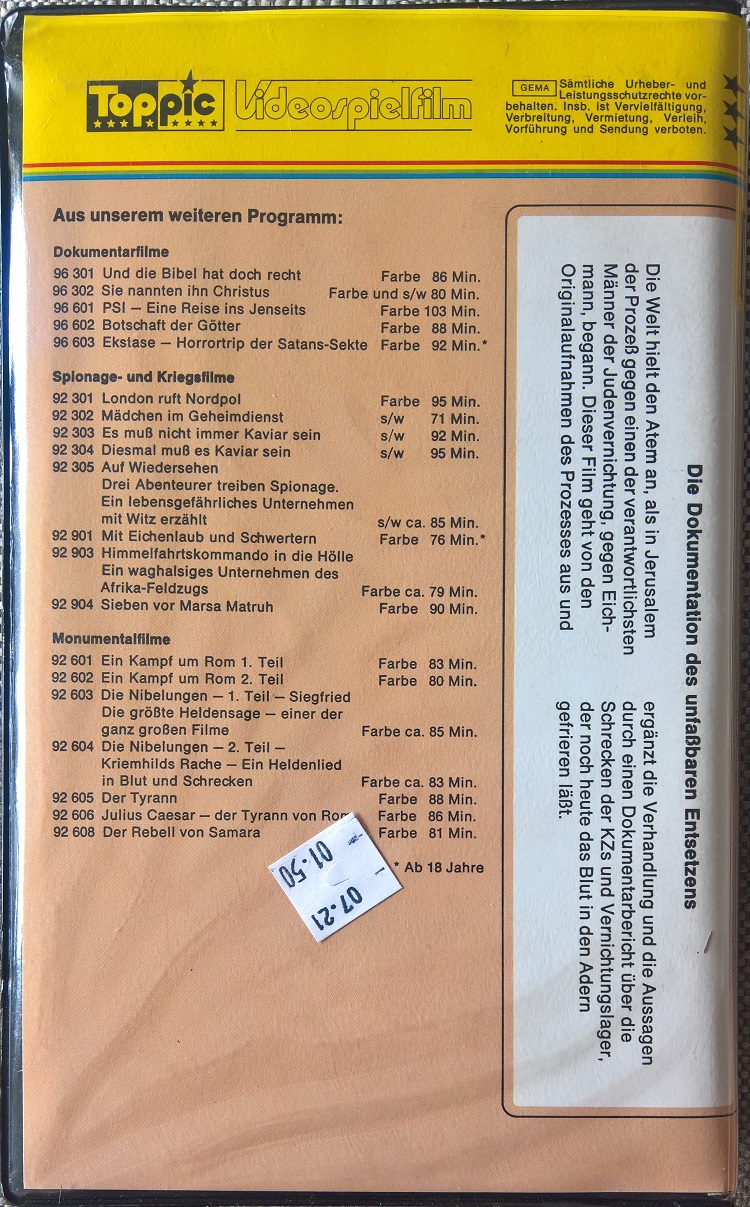 Toppic Videospielfilm
GEMA Sämtliche Urheber- und
Leistungsschutzrechte vor-
behalten. Insb. ist Vervielfältigung,
Verbreitung, Vermietung, Verleih,
Vorführung und Sendung verboten.
Aus unserem weiteren Programm:
Dokumentarfilme
96 301 Und die Bibel hat doch recht Farbe 86 Min.
96 302 Sie nannten ihn Christus Farbe und s/w 80 Min.
96 601 PSI – Eine Reise ins Jenseits Farbe 103 Min.
96 602 Botschaft der Götter Farbe 88 Min.
96 603 Ekstase – Horrortrip der Satans-Sekte Farbe 92 Min.*
Spionage- und Kriegsfilme
92 301 London ruft Nordpol Farbe 95 Min.
92 302 Mädchen im Geheimdienst s/w 71 Min.
92 303 Es muß nicht immer Kaviar sein s/w 92 Min.
92 304 Diesmal muß es Kaviar sein s/w 95 Min.
92 305 Auf Wiedersehen
Drei Abenteurer treiben Spionage.
Ein lebensgefährliches Unternehmen
mit Witz erzählt s/w ca. 85 Min.
92 901 Mit Eichenlaub und Schwertern Farbe 76 Min.*
92 903 Himmelfahrtskommando in die Hölle
Ein waghalsiges Unternehmen des
Afrika-Feldzugs Farbe ca. 79 Min.
92 904 Sieben vor Marsa Matruh Farbe 90 Min.
Monumentalfilme
92 601 Ein Kampf um Rom 1. Teil Farbe 83 Min.
92 602 Ein Kampf um Rom 2. Teil Farbe 80 Min.
92 603 Die Nibelungen – 1. Teil – Siegfried
Die größte Heldensage – einer der
ganz großen Filme Farbe ca. 85 Min.
92 604 Die Nibelungen – 2. Teil –
Kriemhilds Rache – Ein Heldenlied
in Blut und Schrecken Farbe ca. 83 Min.
92 605 Der Tyrann Farbe 88 Min.
92 606 Julius Caesar – der Tyrann von Rom Farbe 86 Min.
92 608 Der Rebell von Samara Farbe 81 Min.
* Ab 18 Jahre
01.50
07.21
Die Dokumentation des unfaßbaren Entsetzens
Die Welt hielt den Atem an, als in Jerusalem
der Prozeß gegen einen der verantwortlichsten
Männer der Judenvernichtung, gegen Eich-
mann, begann. Dieser Film geht von den
Originalaufnahmen des Prozesses aus und
ergänzt die Verhandlung und die Aussagen
durch einen Dokumentarbericht über die
Schrecken der KZs und Vernichtungslager,
der noch heute das Blut in den Adern
gefrieren läßt.